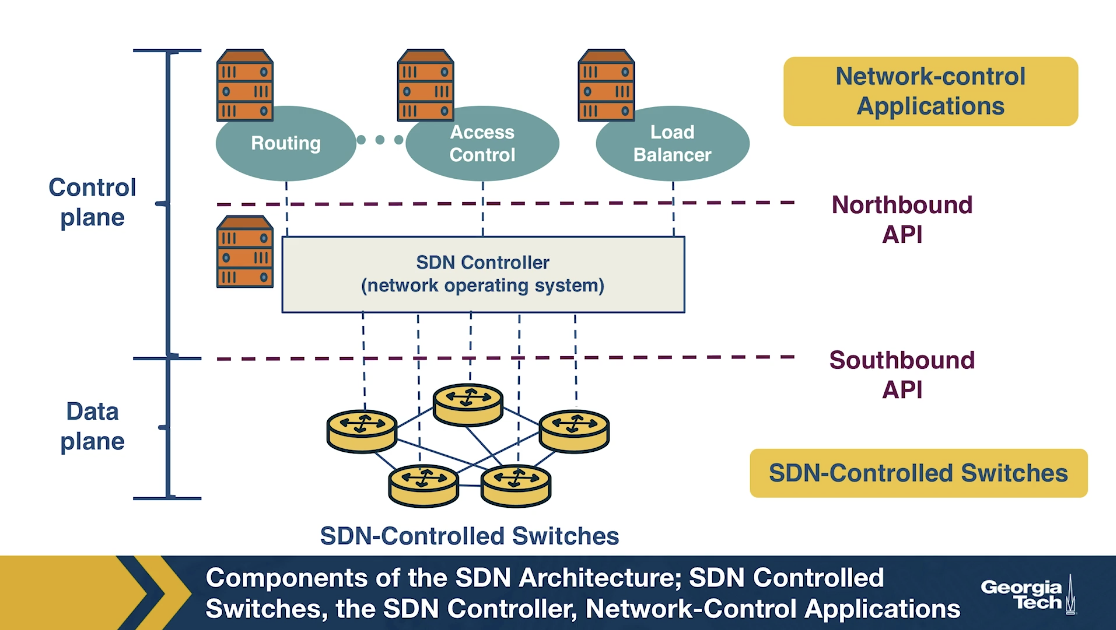 Network-control
Applications
Routing
Access
Control
Load
Balancer
Control
plane
Northbound
API
SDN Controller
(network operating system)
Southbound
API
Data
plane
SDN-Controlled Switches
SDN-Controlled Switches
Components of the SDN Architecture; SDN Controlled
Switches, the SDN Controller, Network-Control Applications
Georgia
Tech